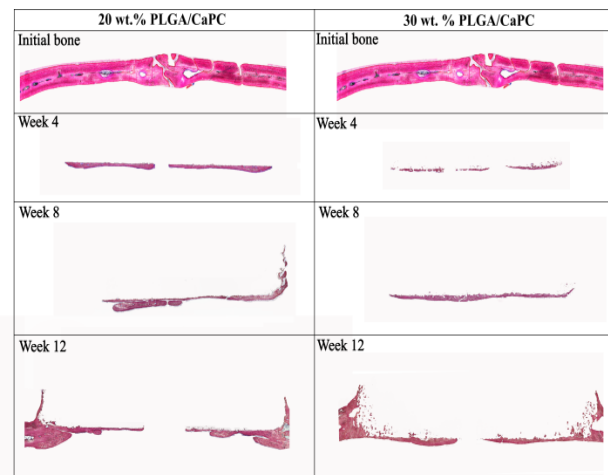 20 wt.% PLGA/CaPC
30 wt.% PLGA/CaPC
Initial bone
Initial bone
Week 4
Week 4
Week 8
Week 8
Week 12
Week 12